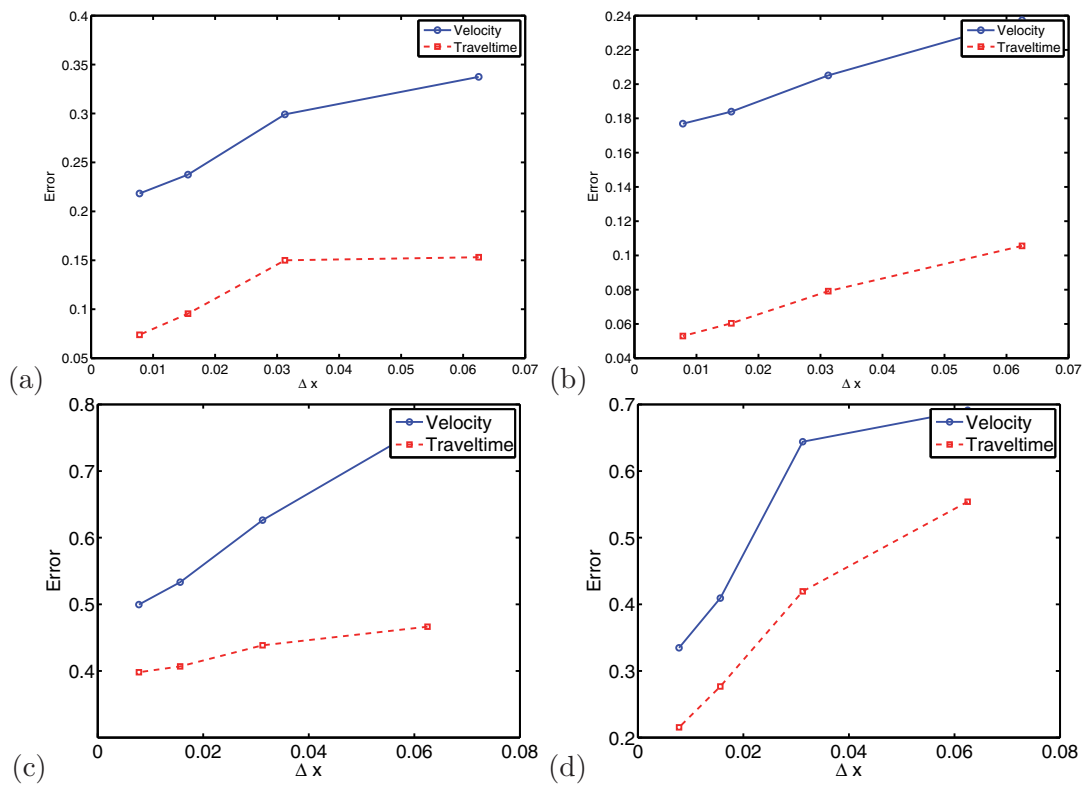 0.4
0.35
0.3
0.25
0.2
0.15
0.1
0.05
Error
0 0.01 0.02 0.03 0.04 0.05 0.06 0.07
Δ x
Velocity
Traveltime
(a)
0.24
0.22
0.2
0.18
0.16
0.14
0.12
0.1
0.08
0.06
0.04
Error
0 0.01 0.02 0.03 0.04 0.05 0.06 0.07
Δ x
Velocity
Traveltime
(b)
0.8
0.7
0.6
0.5
0.4
Error
0 0.02 0.04 0.06 0.08
Δ x
Velocity
Traveltime
(c)
0.7
0.6
0.5
0.4
0.3
0.2
Error
0 0.02 0.04 0.06 0.08
Δ x
Velocity
Traveltime
(d)